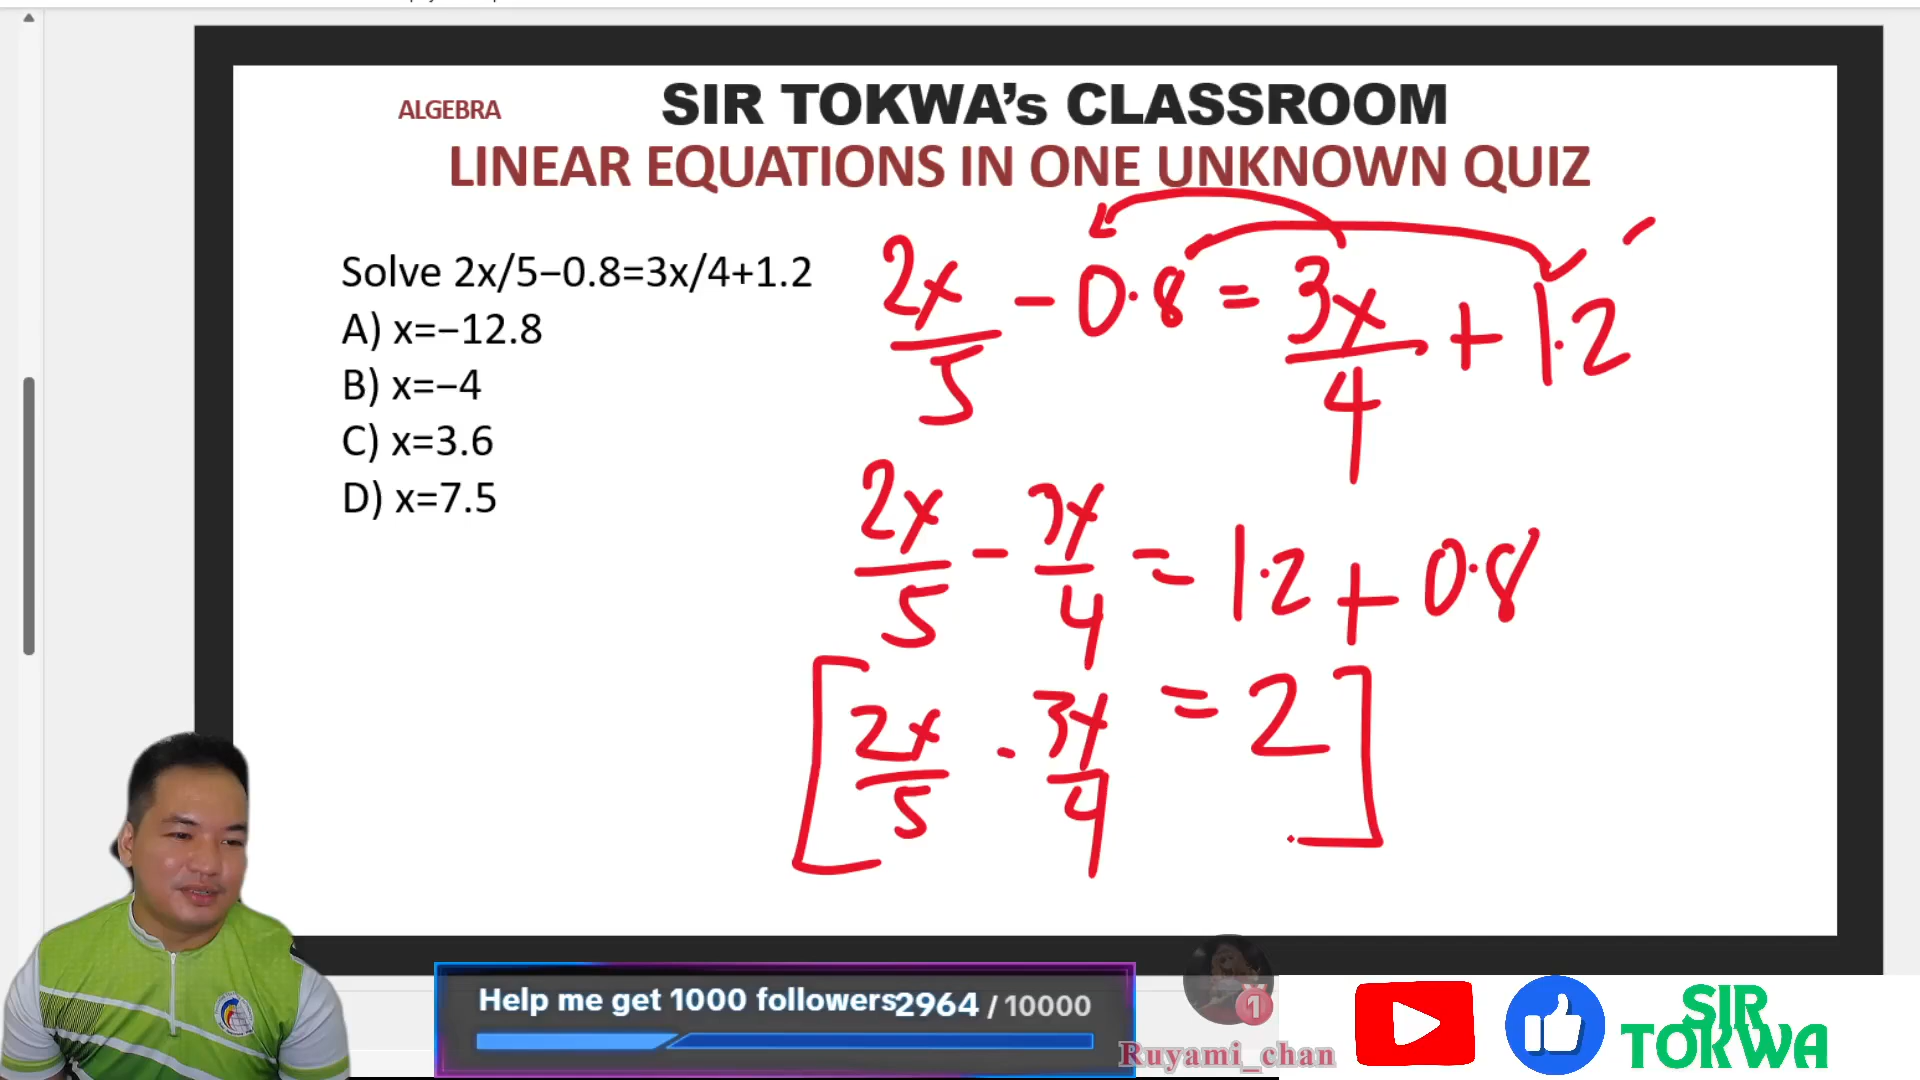 ALGEBRA
SIR TOKWA's CLASSROOM
LINEAR EQUATIONS IN ONE UNKNOWN QUIZ
Solve 2x/5−0.8=3x/4+1.2
A) x=−12.8
B) x=−4
C) x=3.6
D) x=7.5
2x/5 - 0.8 = 3x/4 + 1.2
2x/5 - 3x/4 = 1.2 + 0.8
[2x/5 - 3x/4 = 2]
Help me get 1000 followers2964 / 10000
1
Ruyami_chan
SIR
TOKWA